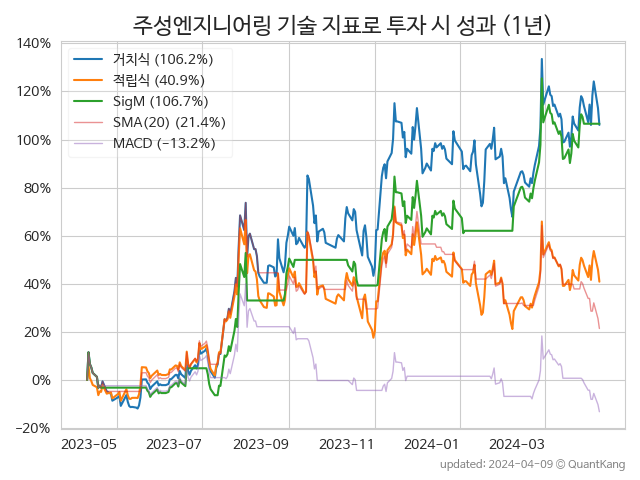 주성엔지니어링 기술 지표로 투자 시 성과 (1년)
140%
120%
100%
80%
60%
40%
20%
0%
−20%
거치식 (106.2%)
적립식 (40.9%)
SigM (106.7%)
SMA(20) (21.4%)
MACD (−13.2%)
2023-05
2023-07
2023-09
2023-11
2024-01
2024-03
updated: 2024-04-09 © QuantKang